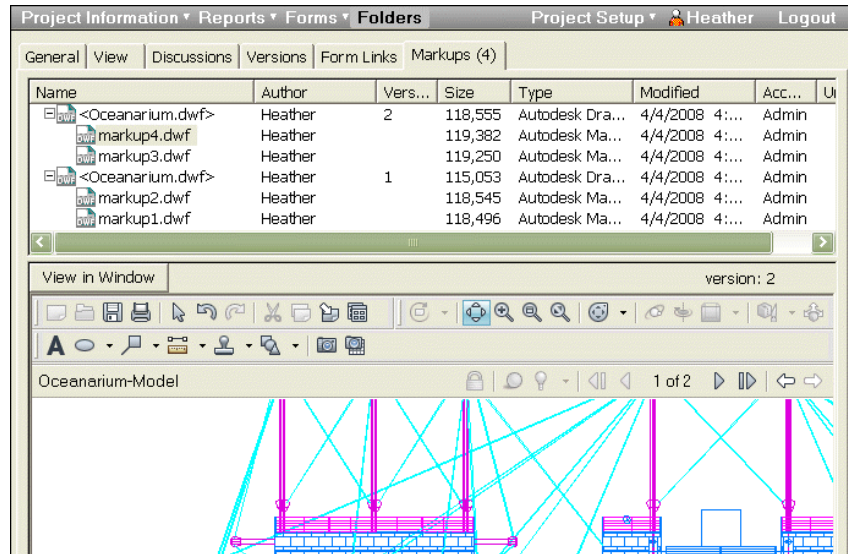 Project Information Reports Forms Folders Project Setup Heather Logout
General View Discussions Versions Form Links Markups (4)
Name Author Vers... Size Type Modified Acc...
<Oceanarium.dwf> Heather 2 118,555 Autodesk Dra... 4/4/2008 4:... Admin
markup4.dwf Heather 119,382 Autodesk Ma... 4/4/2008 4:... Admin
markup3.dwf Heather 119,250 Autodesk Ma... 4/4/2008 4:... Admin
<Oceanarium.dwf> Heather 1 115,053 Autodesk Dra... 4/4/2008 4:... Admin
markup2.dwf Heather 118,545 Autodesk Ma... 4/4/2008 4:... Admin
markup1.dwf Heather 118,496 Autodesk Ma... 4/4/2008 4:... Admin
View in Window version: 2
A
Oceanarium-Model 1 of 2